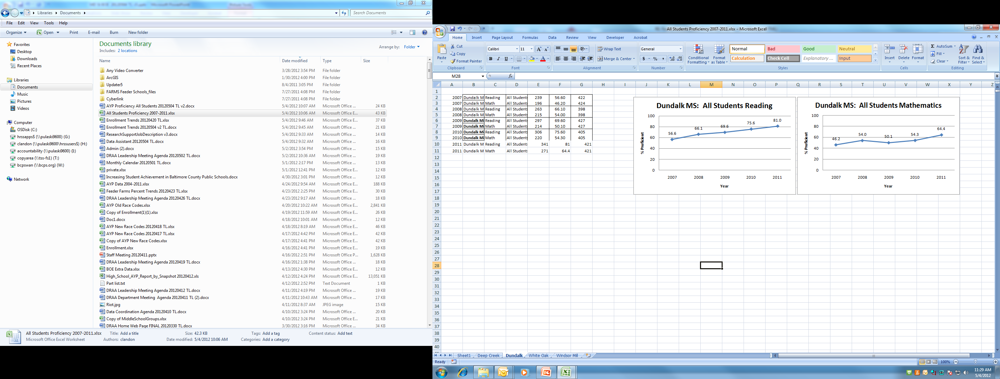 Libraries ▸ Documents ▸
Search Documents
File Edit View Tools Help
Organize Open Print E-mail Burn New folder
Favorites
Desktop
Downloads
Recent Places
Libraries
Documents
Music
Pictures
Videos
Computer
OSDisk (C:)
hrssapps$ (\\pulaski9600) (G:)
clandon (\\pulaski9600\hrssusers$) (H:)
accountability (\\pulaski9600) (I:)
copyarea (\\tss-fs1) (T:)
bcpswan (\\bcps.org) (W:)
Network
Documents library
Includes: 2 locations
Arrange by: Folder
Name Date modified Type Size
Any Video Converter 3/28/2012 3:54 PM File folder
ArcGIS 1/30/2012 4:00 PM File folder
Updater5 8/4/2011 3:05 PM File folder
FARMS Feeder Schools_files 7/27/2011 4:08 PM File folder
Cyberlink 7/27/2011 4:08 PM File folder
AYP Proficiency All Students 20120504 TL v2.docx 5/4/2012 10:07 AM Microsoft Office ... 24 KB
All Students Proficiency 2007-2011.xlsx 5/4/2012 10:06 AM Microsoft Office E... 43 KB
Enrollment Trends 20120420 TL.xlsx 5/4/2012 9:46 AM Microsoft Office E... 37 KB
Enrollment Trends 20120504 v2 TL.docx 5/4/2012 9:45 AM Microsoft Office ... 21 KB
ResearchSupportJobDescription v3.docx 5/4/2012 9:33 AM Microsoft Office ... 14 KB
Data Assistant 20120504 TL.docx 5/4/2012 9:32 AM Microsoft Office ... 16 KB
Admin (2).docx 5/2/2012 3:54 PM Microsoft Office ... 15 KB
DRAA Leadership Meeting Agenda 20120502 TL.docx 5/2/2012 10:36 AM Microsoft Office ... 19 KB
Monthly Calendar 20120501 TL.docx 5/1/2012 2:17 PM Microsoft Office ... 13 KB
private.xlsx 5/1/2012 12:41 PM Microsoft Office E... 12 KB
Increasing Student Achievement in Baltimore County Public Schools.docx 4/30/2012 3:01 PM Microsoft Office ... 12 KB
AYP Data 2004-2011.xlsx 4/24/2012 9:54 AM Microsoft Office E... 188 KB
Feeder Farms Percent Trends 20120423 TL.xlsx 4/23/2012 2:25 PM Microsoft Office E... 30 KB
DRAA Leadership Meeting Agenda 20120426 TL.docx 4/23/2012 9:17 AM Microsoft Office ... 18 KB
AYP Old Race Codes.xlsx 4/20/2012 10:22 AM Microsoft Office E... 2,841 KB
Copy of Enrollment(1)(1).xlsx 4/19/2012 11:59 AM Microsoft Office E... 26 KB
Doc1.docx 4/18/2012 10:01 AM Microsoft Office ... 12 KB
AYP New Race Codes 20120418 TL.xlsx 4/18/2012 8:19 AM Microsoft Office E... 46 KB
AYP New Race Codes 20120417 TL.xlsx 4/17/2012 4:42 PM Microsoft Office E... 42 KB
Copy of AYP New Race Codes.xlsx 4/17/2012 4:41 PM Microsoft Office E... 42 KB
Enrollment.xlsx 4/16/2012 4:41 PM Microsoft Office E... 19 KB
Staff Meeting 20120411.pptx 4/16/2012 2:51 PM Microsoft Office P... 1,628 KB
DRAA Leadership Meeting Agenda 20120419 TL.docx 4/16/2012 1:38 PM Microsoft Office ... 18 KB
BOE Extra Data.xlsx 4/13/2012 4:30 PM Microsoft Office E... 12 KB
High_School_AYP_Report_by_Snapshot 20120412.xls 4/12/2012 4:24 PM Microsoft Office E... 13,051 KB
Part list.txt 4/12/2012 2:52 PM Text Document 1 KB
DRAA Leadership Meeting Agenda 20120412 TL.docx 4/11/2012 4:19 PM Microsoft Office ... 19 KB
DRAA Department Meeting Agenda 20120411 TL (2).docx 4/11/2012 10:43 AM Microsoft Office ... 17 KB
Riot.jpg 4/11/2012 8:37 AM JPEG image 15 KB
Data Coordination Agenda 20120410 TL.docx 4/10/2012 3:24 PM Microsoft Office ... 20 KB
Copy of MiddleSchoolGroups.xlsx 4/10/2012 3:24 PM Microsoft Office E... 21 KB
DRAA Home Web Page FINAL 20120330 TL.docx 3/30/2012 3:16 PM Microsoft Office ... 34 KB
All Students Proficiency 2007-2011.xlsx Title: Add a title Size: 42.3 KB Tags: Add a tag Content status: Add text
Microsoft Office Excel Worksheet Authors: clandon Date modified: 5/4/2012 10:06 AM Categories: Add a category
All Students Proficiency 2007-2011.xlsx - Microsoft Excel
Home Insert Page Layout Formulas Data Review View Developer Acrobat
Paste Cut Copy Format Painter
Clipboard
Calibri 11
B I U
Font
Wrap Text
Merge & Center
Alignment
General
$ % ,
Number
Conditional Formatting Format as Table
Normal Bad Good Neutral
Calculation Check Cell Explanatory ... Input
Styles
Insert Delete Format
Cells
AutoSum Fill Clear
Sort & Filter Find & Select
Editing
M28 fx
A B C D E F G H I J K L M N O P Q R S T U V W X Y Z
1
2 2007 Dundalk M Reading All Students 239 56.60 422
3 2007 Dundalk M Math All Students 196 46.20 424
4 2008 Dundalk M Reading All Students 263 66.10 398
5 2008 Dundalk M Math All Students 215 54.00 398
6 2009 Dundalk Mi Reading All Students 297 69.60 427
7 2009 Dundalk Mi Math All Students 214 50.10 427
8 2010 Dundalk Mi Reading All Students 306 75.60 405
9 2010 Dundalk Mi Math All Students 220 54.30 405
10 2011 Dundalk M Reading All Students 341 81 421
11 2011 Dundalk M Math All Students 271 64.4 421
12
13
14
15
16
17
18
19
20
21
22
23
24
25
26
27
28
29
30
31
32
33
34
35
36
37
38
39
40
Dundalk MS: All Students Reading
% Proficient
100
80
60
40
20
0
56.6 66.1 69.6 75.6 81.0
2007 2008 2009 2010 2011
Year
Dundalk MS: All Students Mathematics
% Proficient
100
80
60
40
20
0
46.2 54.0 50.1 54.3 64.4
2007 2008 2009 2010 2011
Year
Sheet1 Deep Creek Dundalk White Oak Windsor Mill
Ready 100%
11:29 AM
5/4/2012